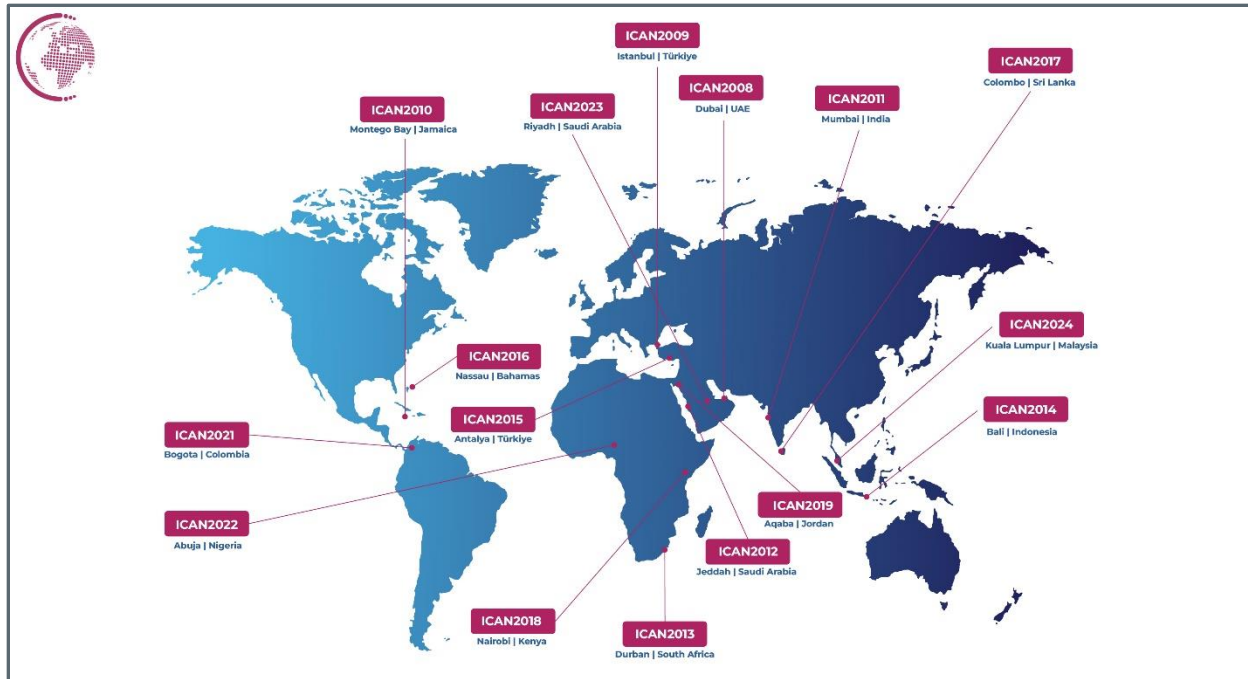 ICAN2009
Istanbul | Türkiye
ICAN2017
Colombo | Sri Lanka
ICAN2008
Dubai | UAE
ICAN2011
Mumbai | India
ICAN2023
Riyadh | Saudi Arabia
ICAN2010
Montego Bay | Jamaica
ICAN2024
Kuala Lumpur | Malaysia
ICAN2016
Nassau | Bahamas
ICAN2014
Bali | Indonesia
ICAN2015
Antalya | Türkiye
ICAN2021
Bogota | Colombia
ICAN2019
Aqaba | Jordan
ICAN2022
Abuja | Nigeria
ICAN2012
Jeddah | Saudi Arabia
ICAN2018
Nairobi | Kenya
ICAN2013
Durban | South Africa